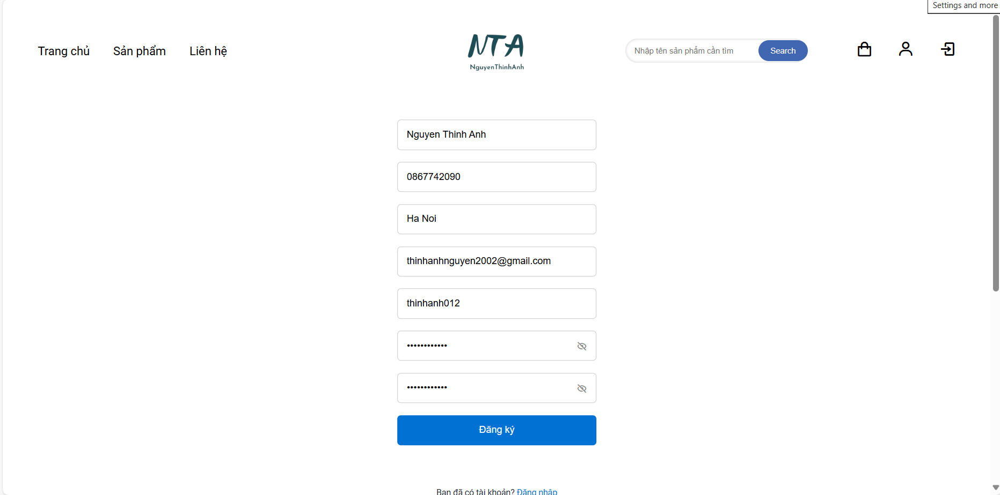 Settings and more
Trang chủ
Sản phẩm
Liên hệ
NTA
NguyenThinhAnh
Nhập tên sản phẩm cần tìm
Search
Nguyen Thinh Anh
0867742090
Ha Noi
thinhanhnguyen2002@gmail.com
thinhanh012
••••••••••••
••••••••••••
Đăng ký
Bạn đã có tài khoản? Đăng nhập